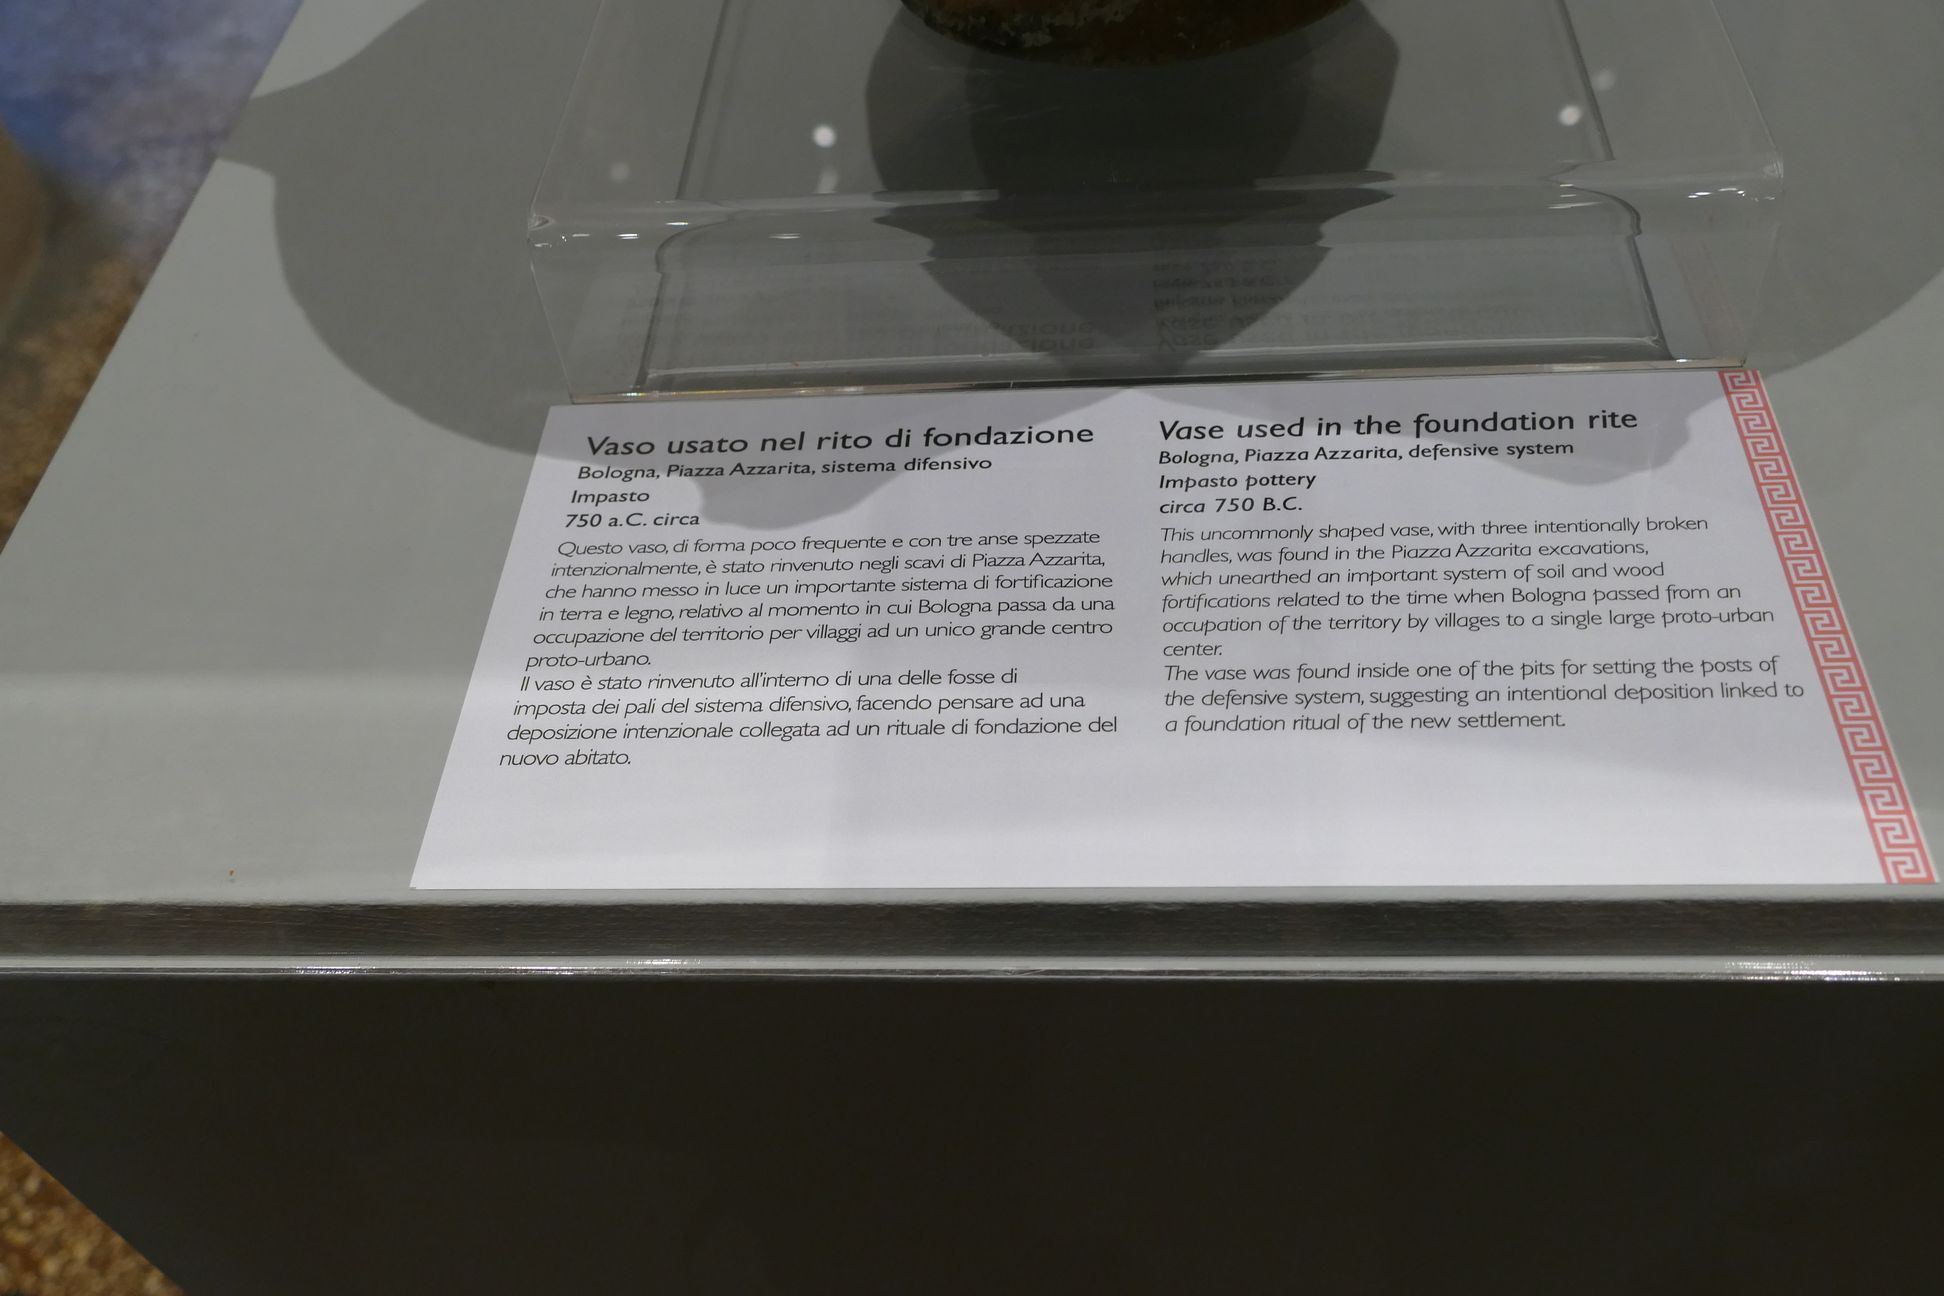 Vaso usato nel rito di fondazione
Bologna, Piazza Azzarita, sistema difensivo
Impasto
750 a.C. circa
Questo vaso, di forma poco frequente e con tre anse spezzate
intenzionalmente, è stato rinvenuto negli scavi di Piazza Azzarita,
che hanno messo in luce un importante sistema di fortificazione
in terra e legno, relativo al momento in cui Bologna passa da una
occupazione del territorio per villaggi ad un unico grande centro
proto-urbano.
Il vaso è stato rinvenuto all'interno di una delle fosse di
imposta dei pali del sistema difensivo, facendo pensare ad una
deposizione intenzionale collegata ad un rituale di fondazione del
nuovo abitato.
Vase used in the foundation rite
Bologna, Piazza Azzarita, defensive system
Impasto pottery
circa 750 B.C.
This uncommonly shaped vase, with three intentionally broken
handles, was found in the Piazza Azzarita excavations,
which unearthed an important system of soil and wood
fortifications related to the time when Bologna passed from an
occupation of the territory by villages to a single large proto-urban
center.
The vase was found inside one of the pits for setting the posts of
the defensive system, suggesting an intentional deposition linked to
a foundation ritual of the new settlement.